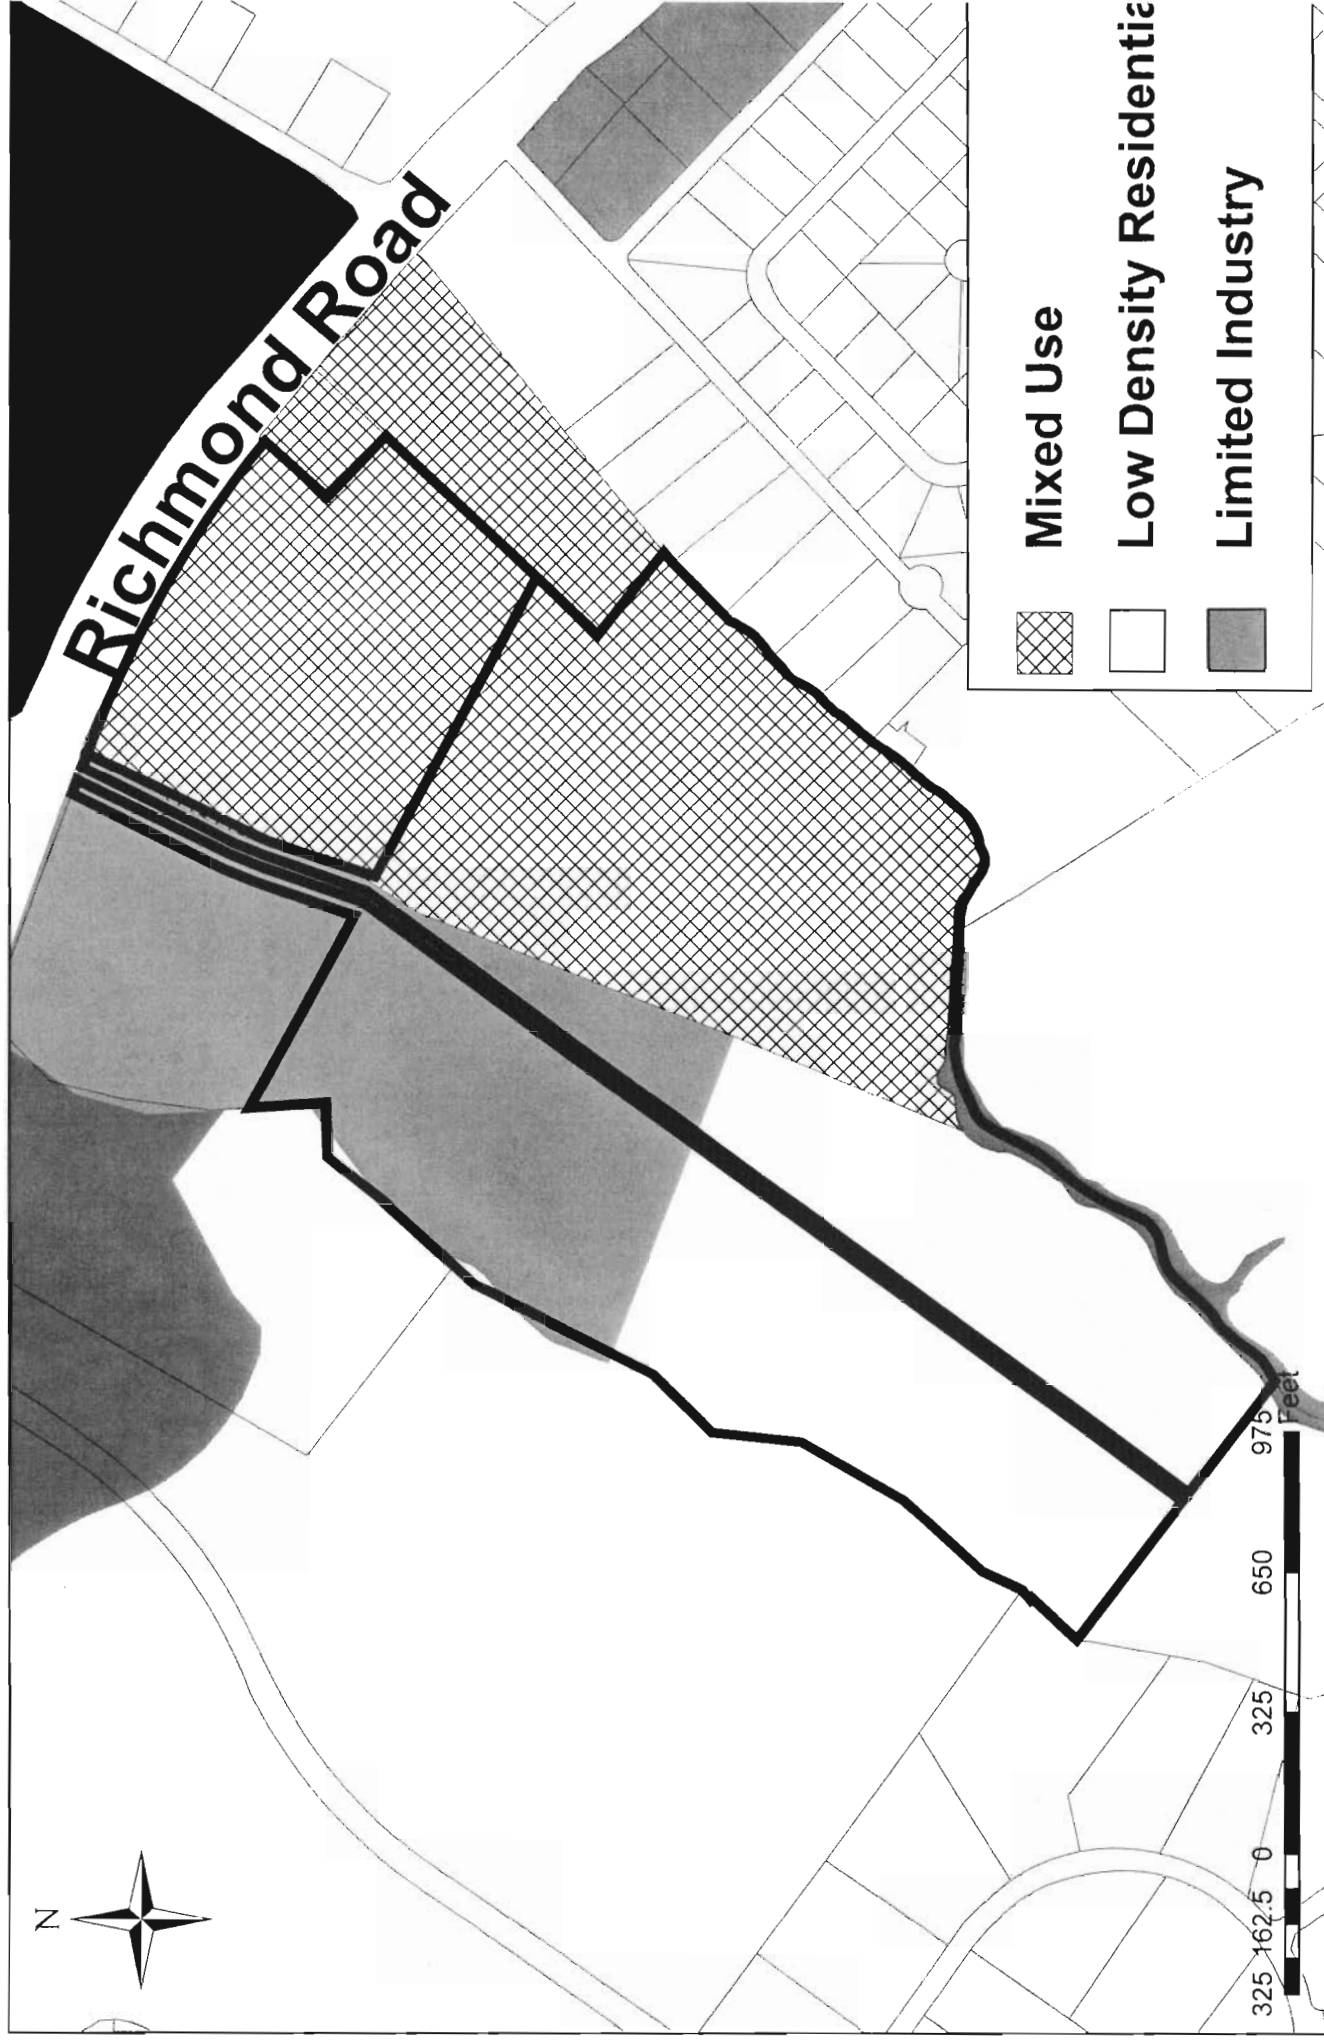 N
Richmond Road
Mixed Use
Low Density Residentia
Limited Industry
325 162.5 0 325 650 975
Feet